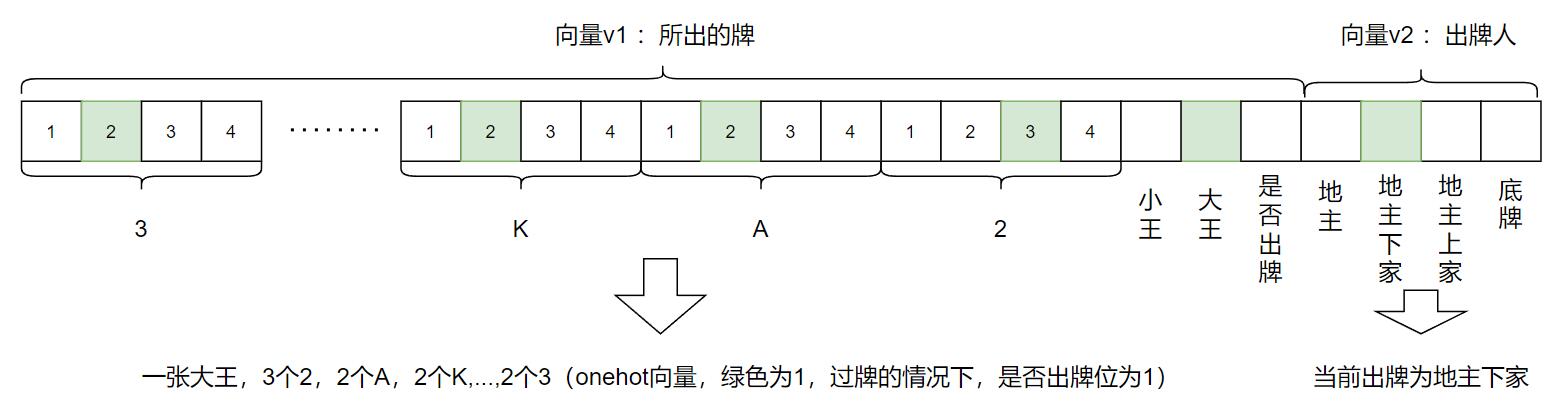 向量v1：所出的牌
向量v2：出牌人
1 2 3 4 ········ 1 2 3 4 1 2 3 4 1 2 3 4
3
K
A
2
小王
大王
是否出牌
地主
地主下家
地主上家
底牌
一张大王，3个2，2个A，2个K,...,2个3（onehot向量，绿色为1，过牌的情况下，是否出牌位为1）
当前出牌为地主下家